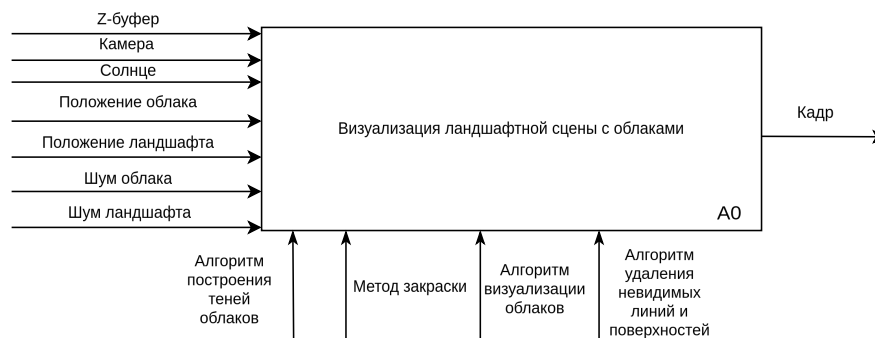 Z-буфер
Камера
Солнце
Положение облака
Положение ландшафта
Шум облака
Шум ландшафта
Визуализация ландшафтной сцены с облаками
A0
Кадр
Алгоритм
построения
теней
облаков
Метод закраски
Алгоритм
визуализации
облаков
Алгоритм
удаления
невидимых
линий и
поверхностей